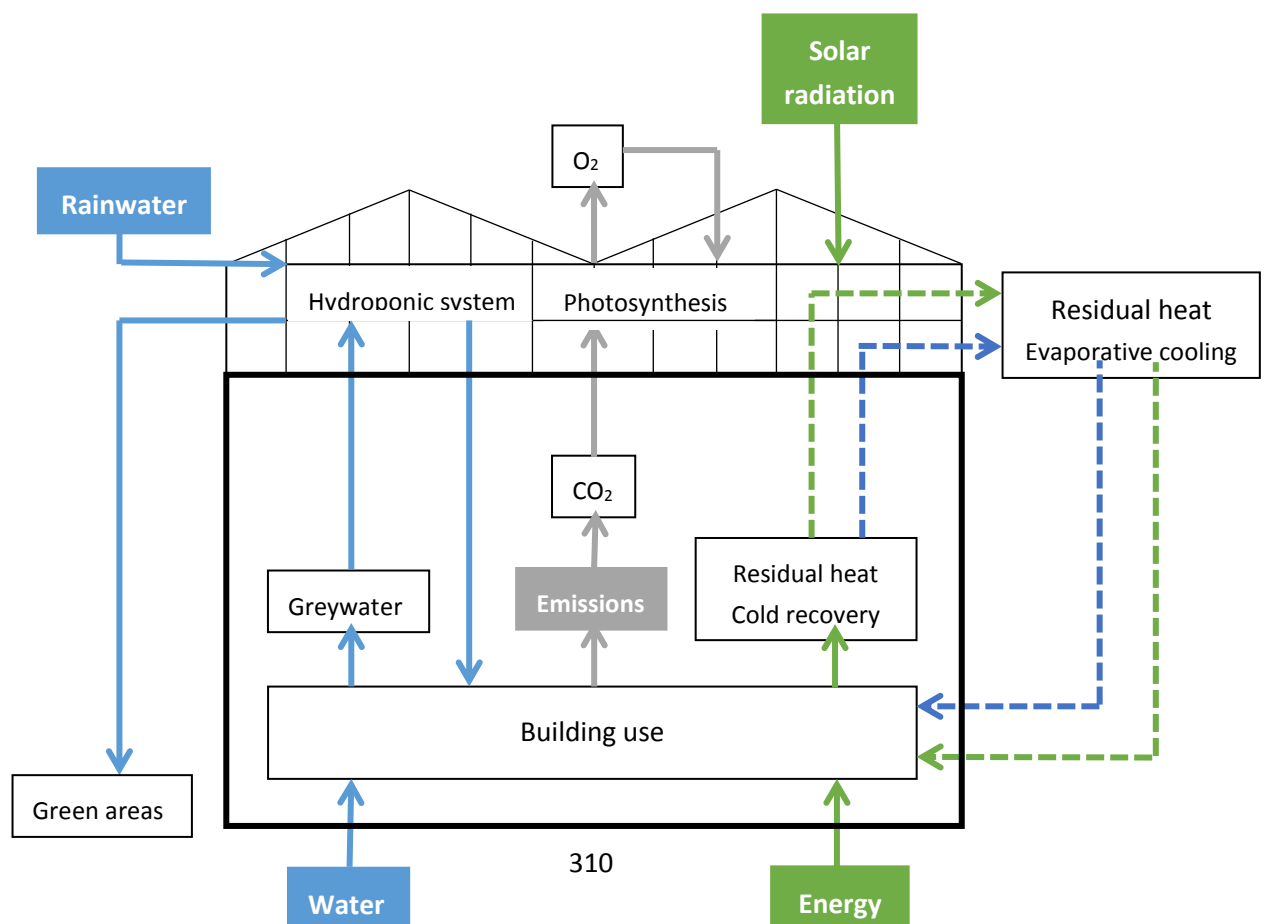 Solar
radiation
O₂
Rainwater
Hydroponic system
Photosynthesis
Residual heat
Evaporative cooling
CO₂
Residual heat
Cold recovery
Greywater
Emissions
Building use
Green areas
310
Water
Energy